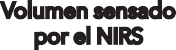 Volumen sensado
por el NIRS